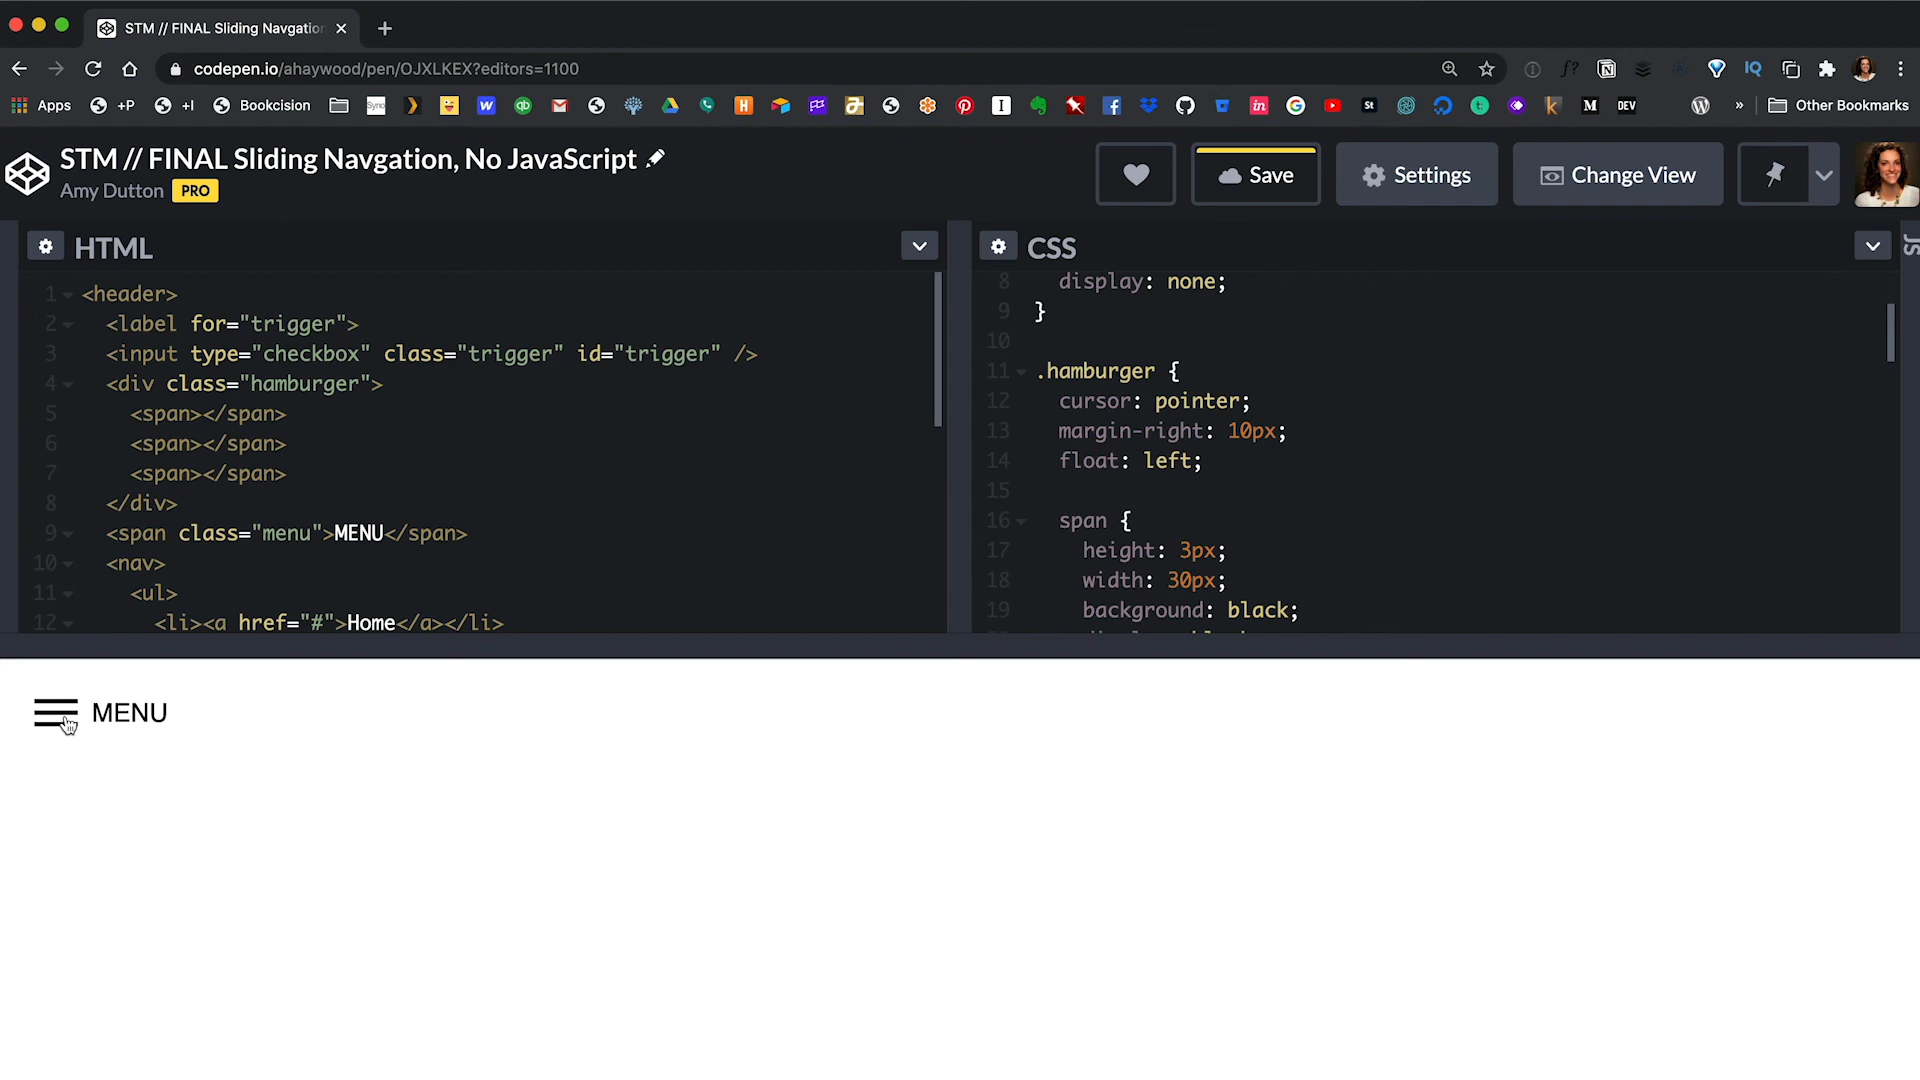 STM // FINAL Sliding Navgation
codepen.io/ahaywood/pen/OJXLKEX?editors=1100
Apps +P +I Bookcision Other Bookmarks
STM // FINAL Sliding Navgation, No JavaScript
Amy Dutton PRO
Save Settings Change View
HTML
1 <header>
2 <label for="trigger">
3 <input type="checkbox" class="trigger" id="trigger" />
4 <div class="hamburger">
5 <span></span>
6 <span></span>
7 <span></span>
8 </div>
9 <span class="menu">MENU</span>
10 <nav>
11 <ul>
12 <li><a href="#">Home</a></li>
CSS
8 display: none;
9 }
10
11 .hamburger {
12 cursor: pointer;
13 margin-right: 10px;
14 float: left;
15
16 span {
17 height: 3px;
18 width: 30px;
19 background: black;
JS
MENU